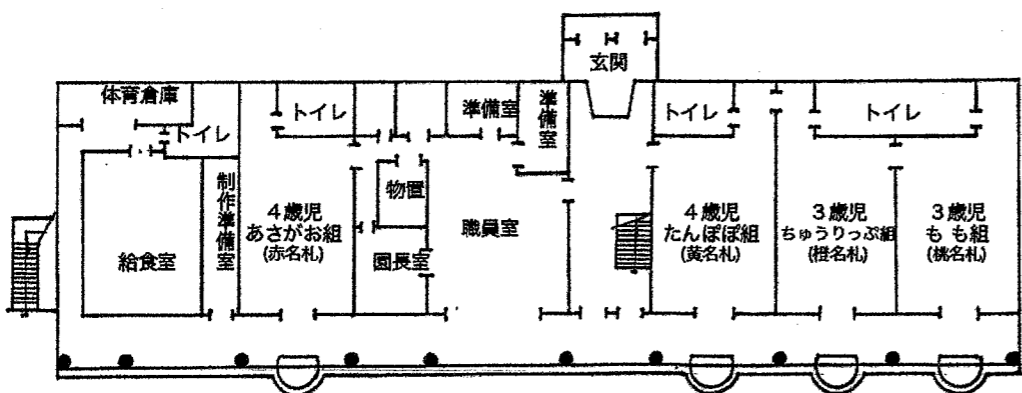 玄関
体育倉庫
トイレ
トイレ
準備室
準備室
トイレ
トイレ
制作準備室
物置
給食室
4歳児
あさがお組
(赤名札)
園長室
職員室
4歳児
たんぽぽ組
(黄名札)
3歳児
ちゅうりっぷ組
(橙名札)
3歳児
もも組
(桃名札)